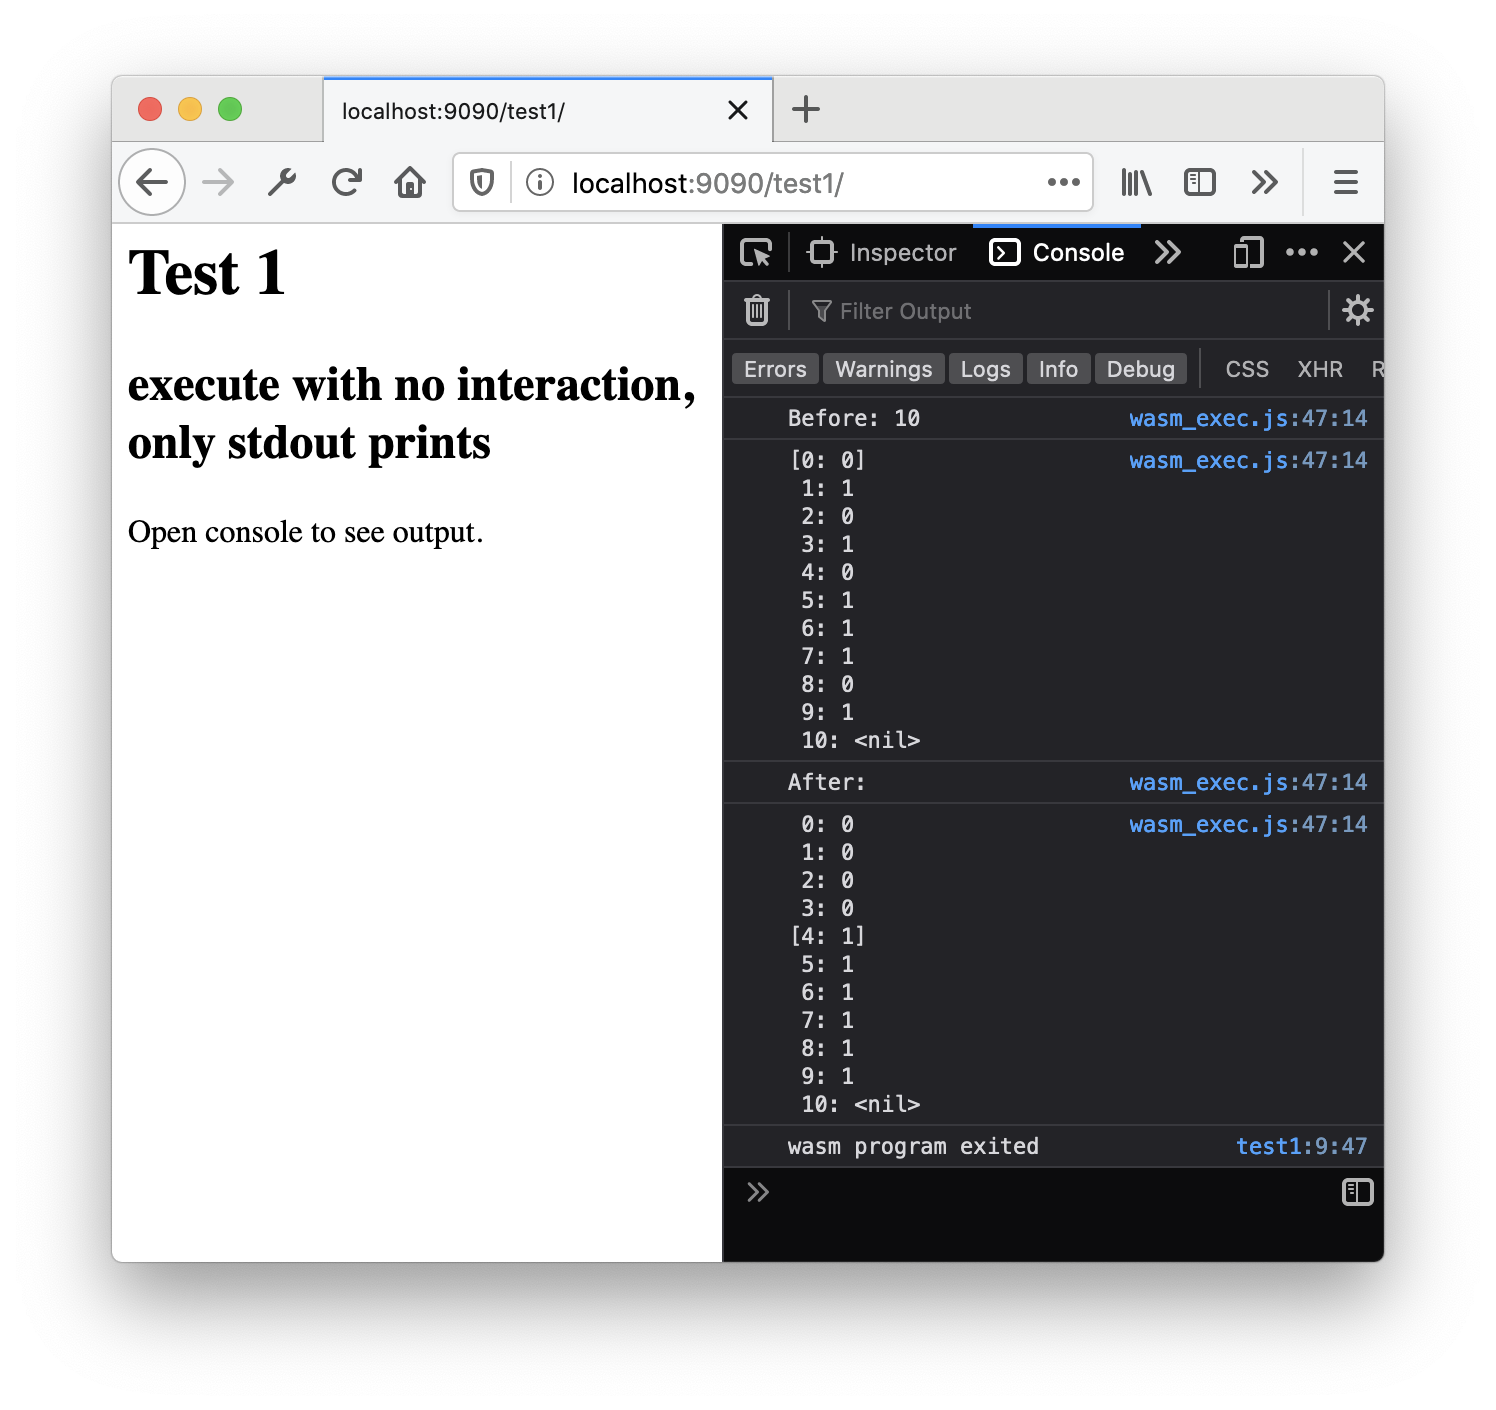 localhost:9090/test1/
localhost:9090/test1/
Test 1
execute with no interaction,
only stdout prints
Open console to see output.
Inspector Console
Filter Output
Errors Warnings Logs Info Debug CSS XHR R
Before: 10 wasm_exec.js:47:14
[0: 0] wasm_exec.js:47:14
1: 1
2: 0
3: 1
4: 0
5: 1
6: 1
7: 1
8: 0
9: 1
10: <nil>
After: wasm_exec.js:47:14
0: 0 wasm_exec.js:47:14
1: 0
2: 0
3: 0
[4: 1]
5: 1
6: 1
7: 1
8: 1
9: 1
10: <nil>
wasm program exited test1:9:47